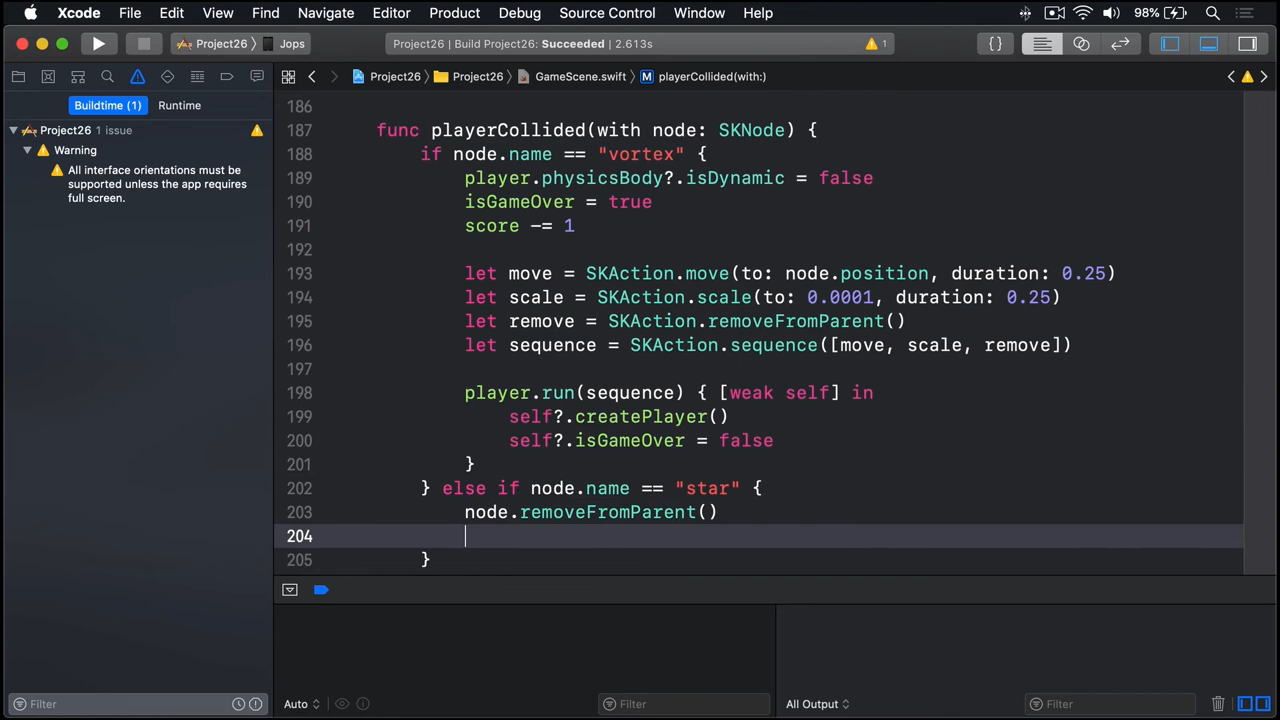 Xcode File Edit View Find Navigate Editor Product Debug Source Control Window Help 98%
Project26 Jops Project26 | Build Project26: Succeeded | 2.613s 1
Project26 Project26 GameScene.swift M playerCollided(with:)
Buildtime (1) Runtime
Project26 1 issue
Warning
All interface orientations must be
supported unless the app requires
full screen.
186
187 func playerCollided(with node: SKNode) {
188 if node.name == "vortex" {
189 player.physicsBody?.isDynamic = false
190 isGameOver = true
191 score -= 1
192
193 let move = SKAction.move(to: node.position, duration: 0.25)
194 let scale = SKAction.scale(to: 0.0001, duration: 0.25)
195 let remove = SKAction.removeFromParent()
196 let sequence = SKAction.sequence([move, scale, remove])
197
198 player.run(sequence) { [weak self] in
199 self?.createPlayer()
200 self?.isGameOver = false
201 }
202 } else if node.name == "star" {
203 node.removeFromParent()
204
205 }
Filter Auto Filter All Output Filter